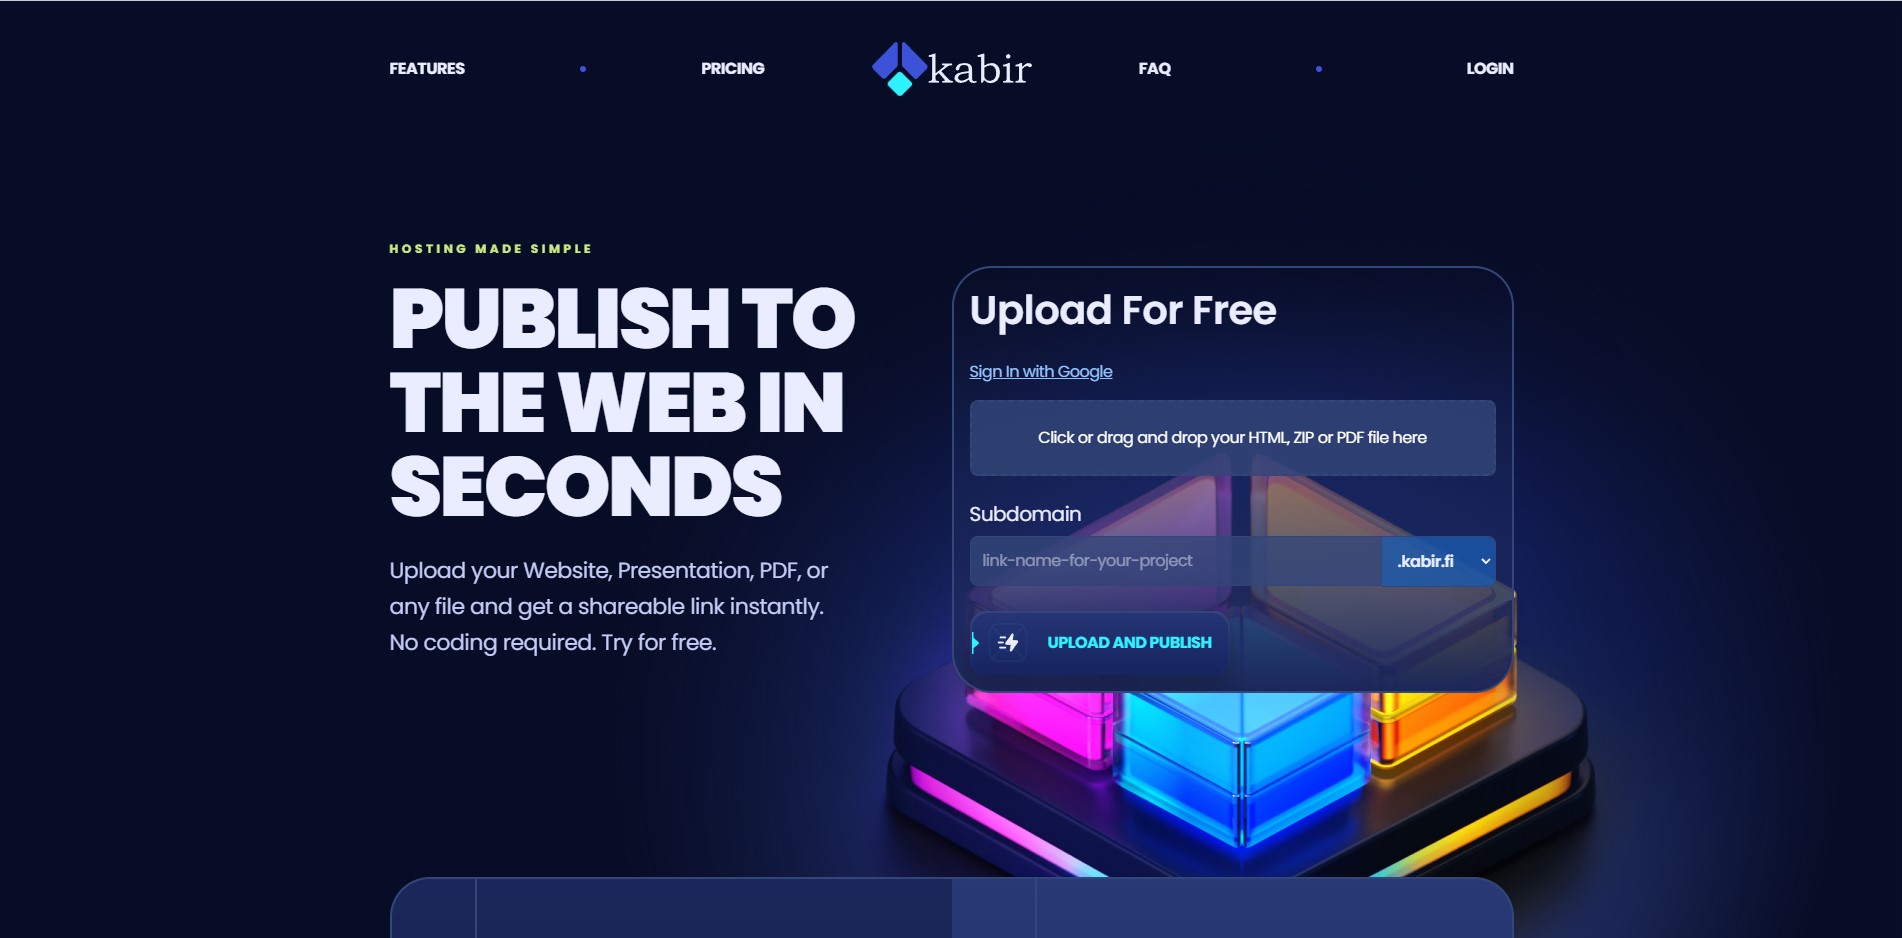 FEATURES
PRICING
kabir
FAQ
LOGIN
HOSTING MADE SIMPLE
PUBLISH TO
THE WEB IN
SECONDS
Upload your Website, Presentation, PDF, or
any file and get a shareable link instantly.
No coding required. Try for free.
Upload For Free
Sign In with Google
Click or drag and drop your HTML, ZIP or PDF file here
Subdomain
link-name-for-your-project
.kabir.fi
UPLOAD AND PUBLISH